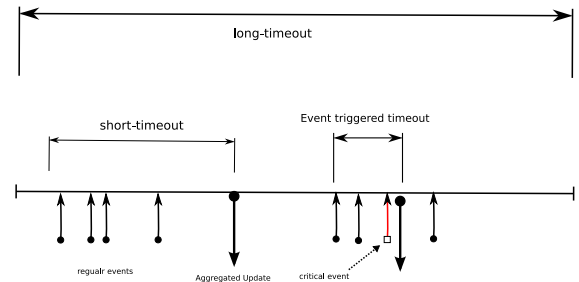 long-timeout
short-timeout
Event triggered timeout
regualr events
Aggregated Update
critical event